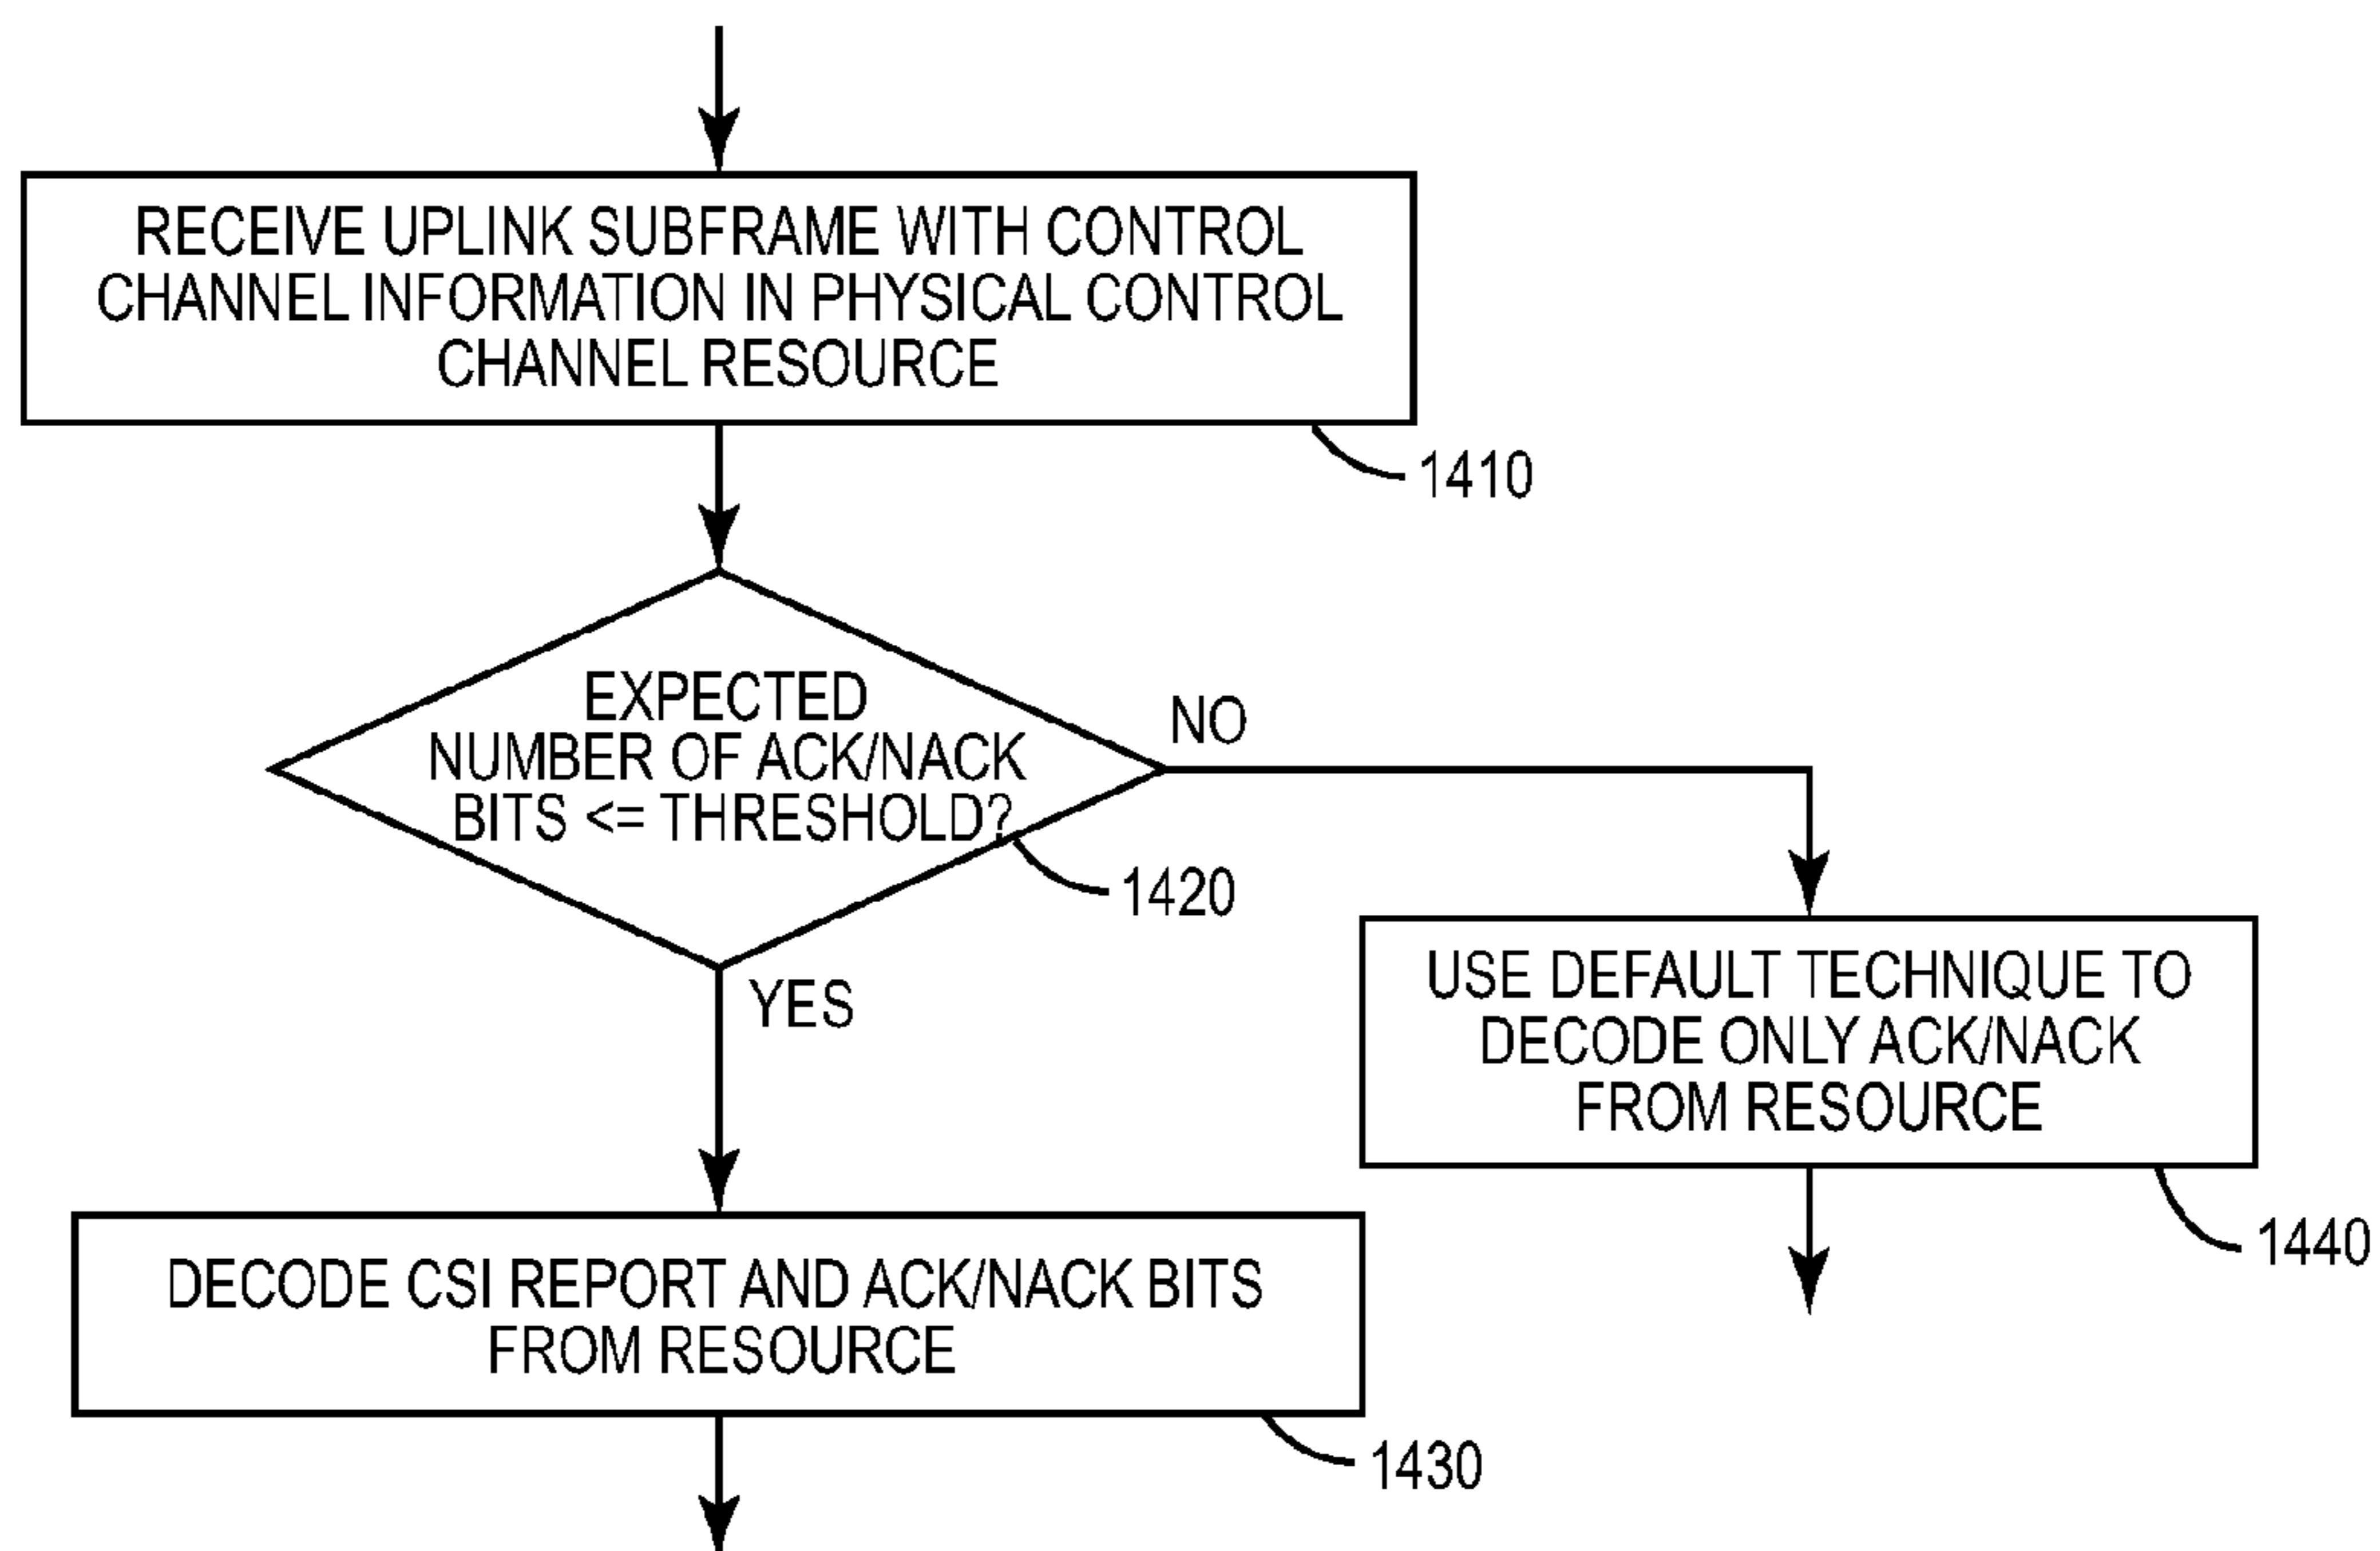 RECEIVE UPLINK SUBFRAME WITH CONTROL
CHANNEL INFORMATION IN PHYSICAL CONTROL
CHANNEL RESOURCE
1410
EXPECTED
NUMBER OF ACK/NACK
BITS <= THRESHOLD?
NO
1420
YES
USE DEFAULT TECHNIQUE TO
DECODE ONLY ACK/NACK
FROM RESOURCE
1440
DECODE CSI REPORT AND ACK/NACK BITS
FROM RESOURCE
1430